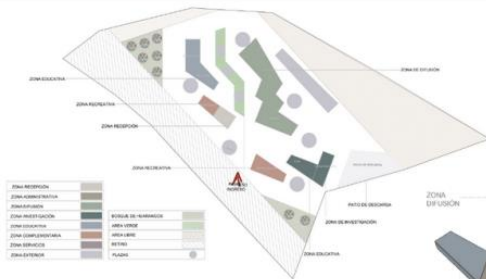 ZONA EDUCATIVA
ZONA RECREATIVA
ZONA RECEPCIÓN
ZONA RECREATIVA
ZONA DE DIFUSIÓN
INGRESO
PATIO DE DESCARGA
ZONA DE INVESTIGACIÓN
ZONA EDUCATIVA
ZONA
DIFUSIÓN
ZONA RECEPCIÓN
ZONA ADMINISTRATIVA
ZONA DIFUSIÓN
ZONA INVESTIGACIÓN
ZONA EDUCATIVA
ZONA COMPLEMENTARIA
ZONA SERVICIOS
ZONA EXTERIOR
BOSQUE DE HUARANGOS
AREA VERDE
AREA LIBRE
RETIRO
PLAZAS